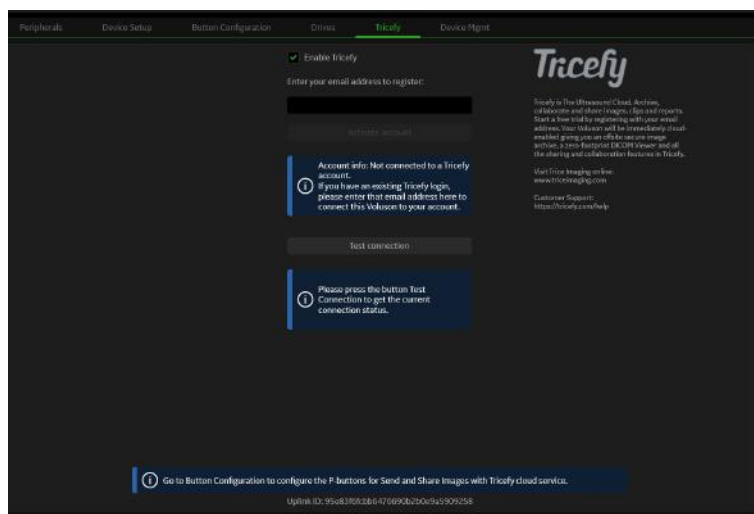 Peripherals Device Setup Button Configuration Drives Tricefy Device Mgmt
Enable Tricefy
Enter your email address to register:
Activate account
Account info: Not connected to a Tricefy
account.
If you have an existing Tricefy login,
please enter that email address here to
connect this Voluson to your account.
Test connection
Please press the button Test
Connection to get the current
connection status.
Tricefy
Tricefy is The Ultrasound Cloud. Archive,
collaborate and share images, clips and reports.
Start a free trial by registering with your email
address. Your Voluson will be immediately cloud-
enabled giving you an offsite secure image
archive, a zero-footprint DICOM Viewer and all
the sharing and collaboration features in Tricefy.
Visit Trice Imaging online:
www.triceimaging.com
Customer Support:
https://tricefy.com/help
Go to Button Configuration to configure the P-buttons for Send and Share Images with Tricefy cloud service.
Uplink ID: